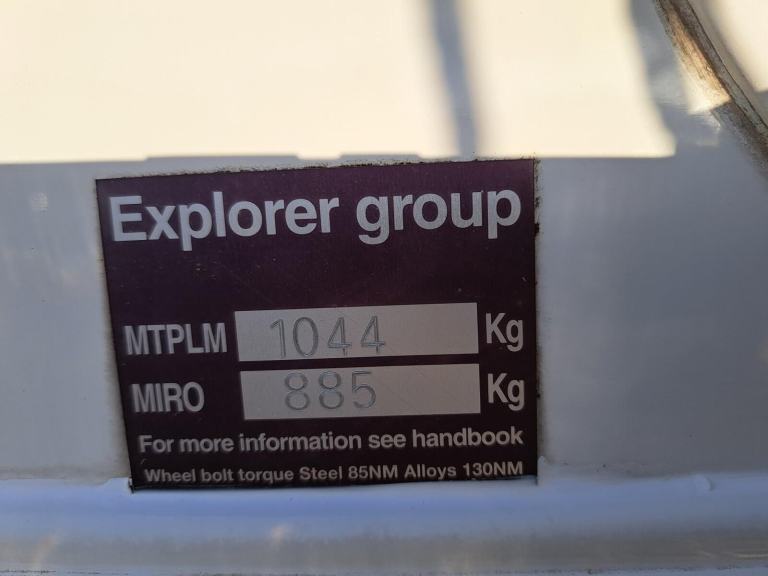 Explorer group
MTPLM 1044 Kg
MIRO 885 Kg
For more information see handbook
Wheel bolt torque Steel 85NM Alloys 130NM